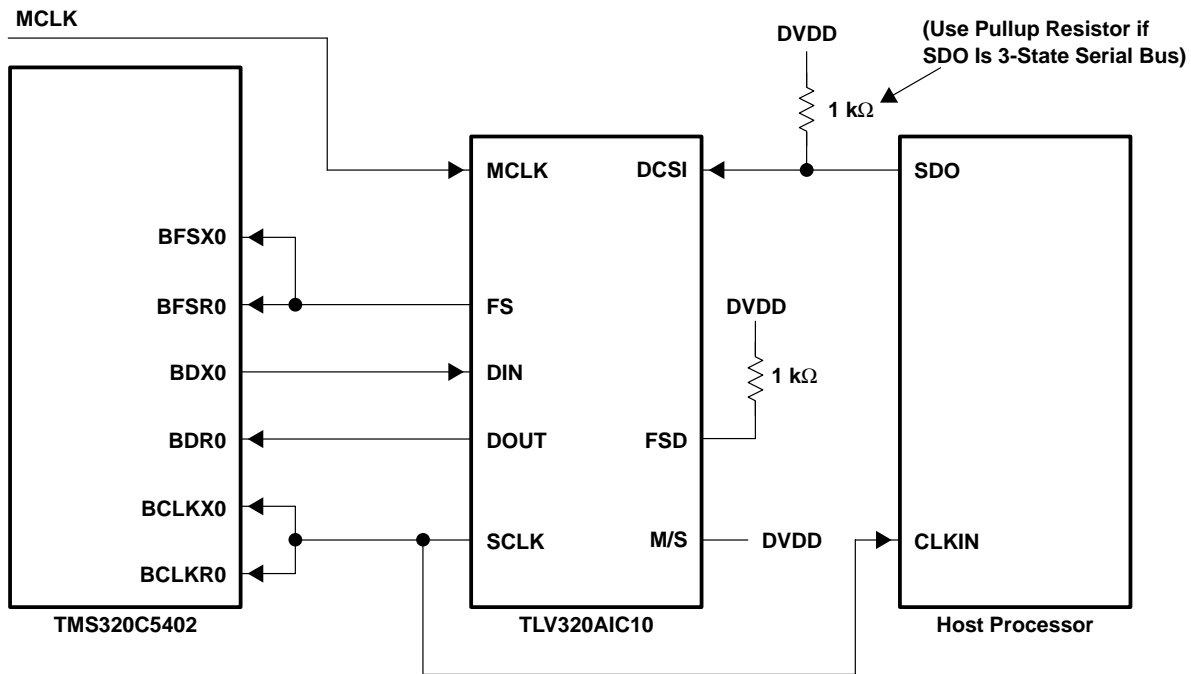 MCLK
DVDD
(Use Pullup Resistor if
SDO Is 3-State Serial Bus)
1 kΩ
MCLK
DCSI
SDO
BFSX0
BFSR0
FS
DVDD
BDX0
DIN
1 kΩ
BDR0
DOUT
FSD
BCLKX0
SCLK
M/S
DVDD
CLKIN
BCLKR0
TMS320C5402
TLV320AIC10
Host Processor